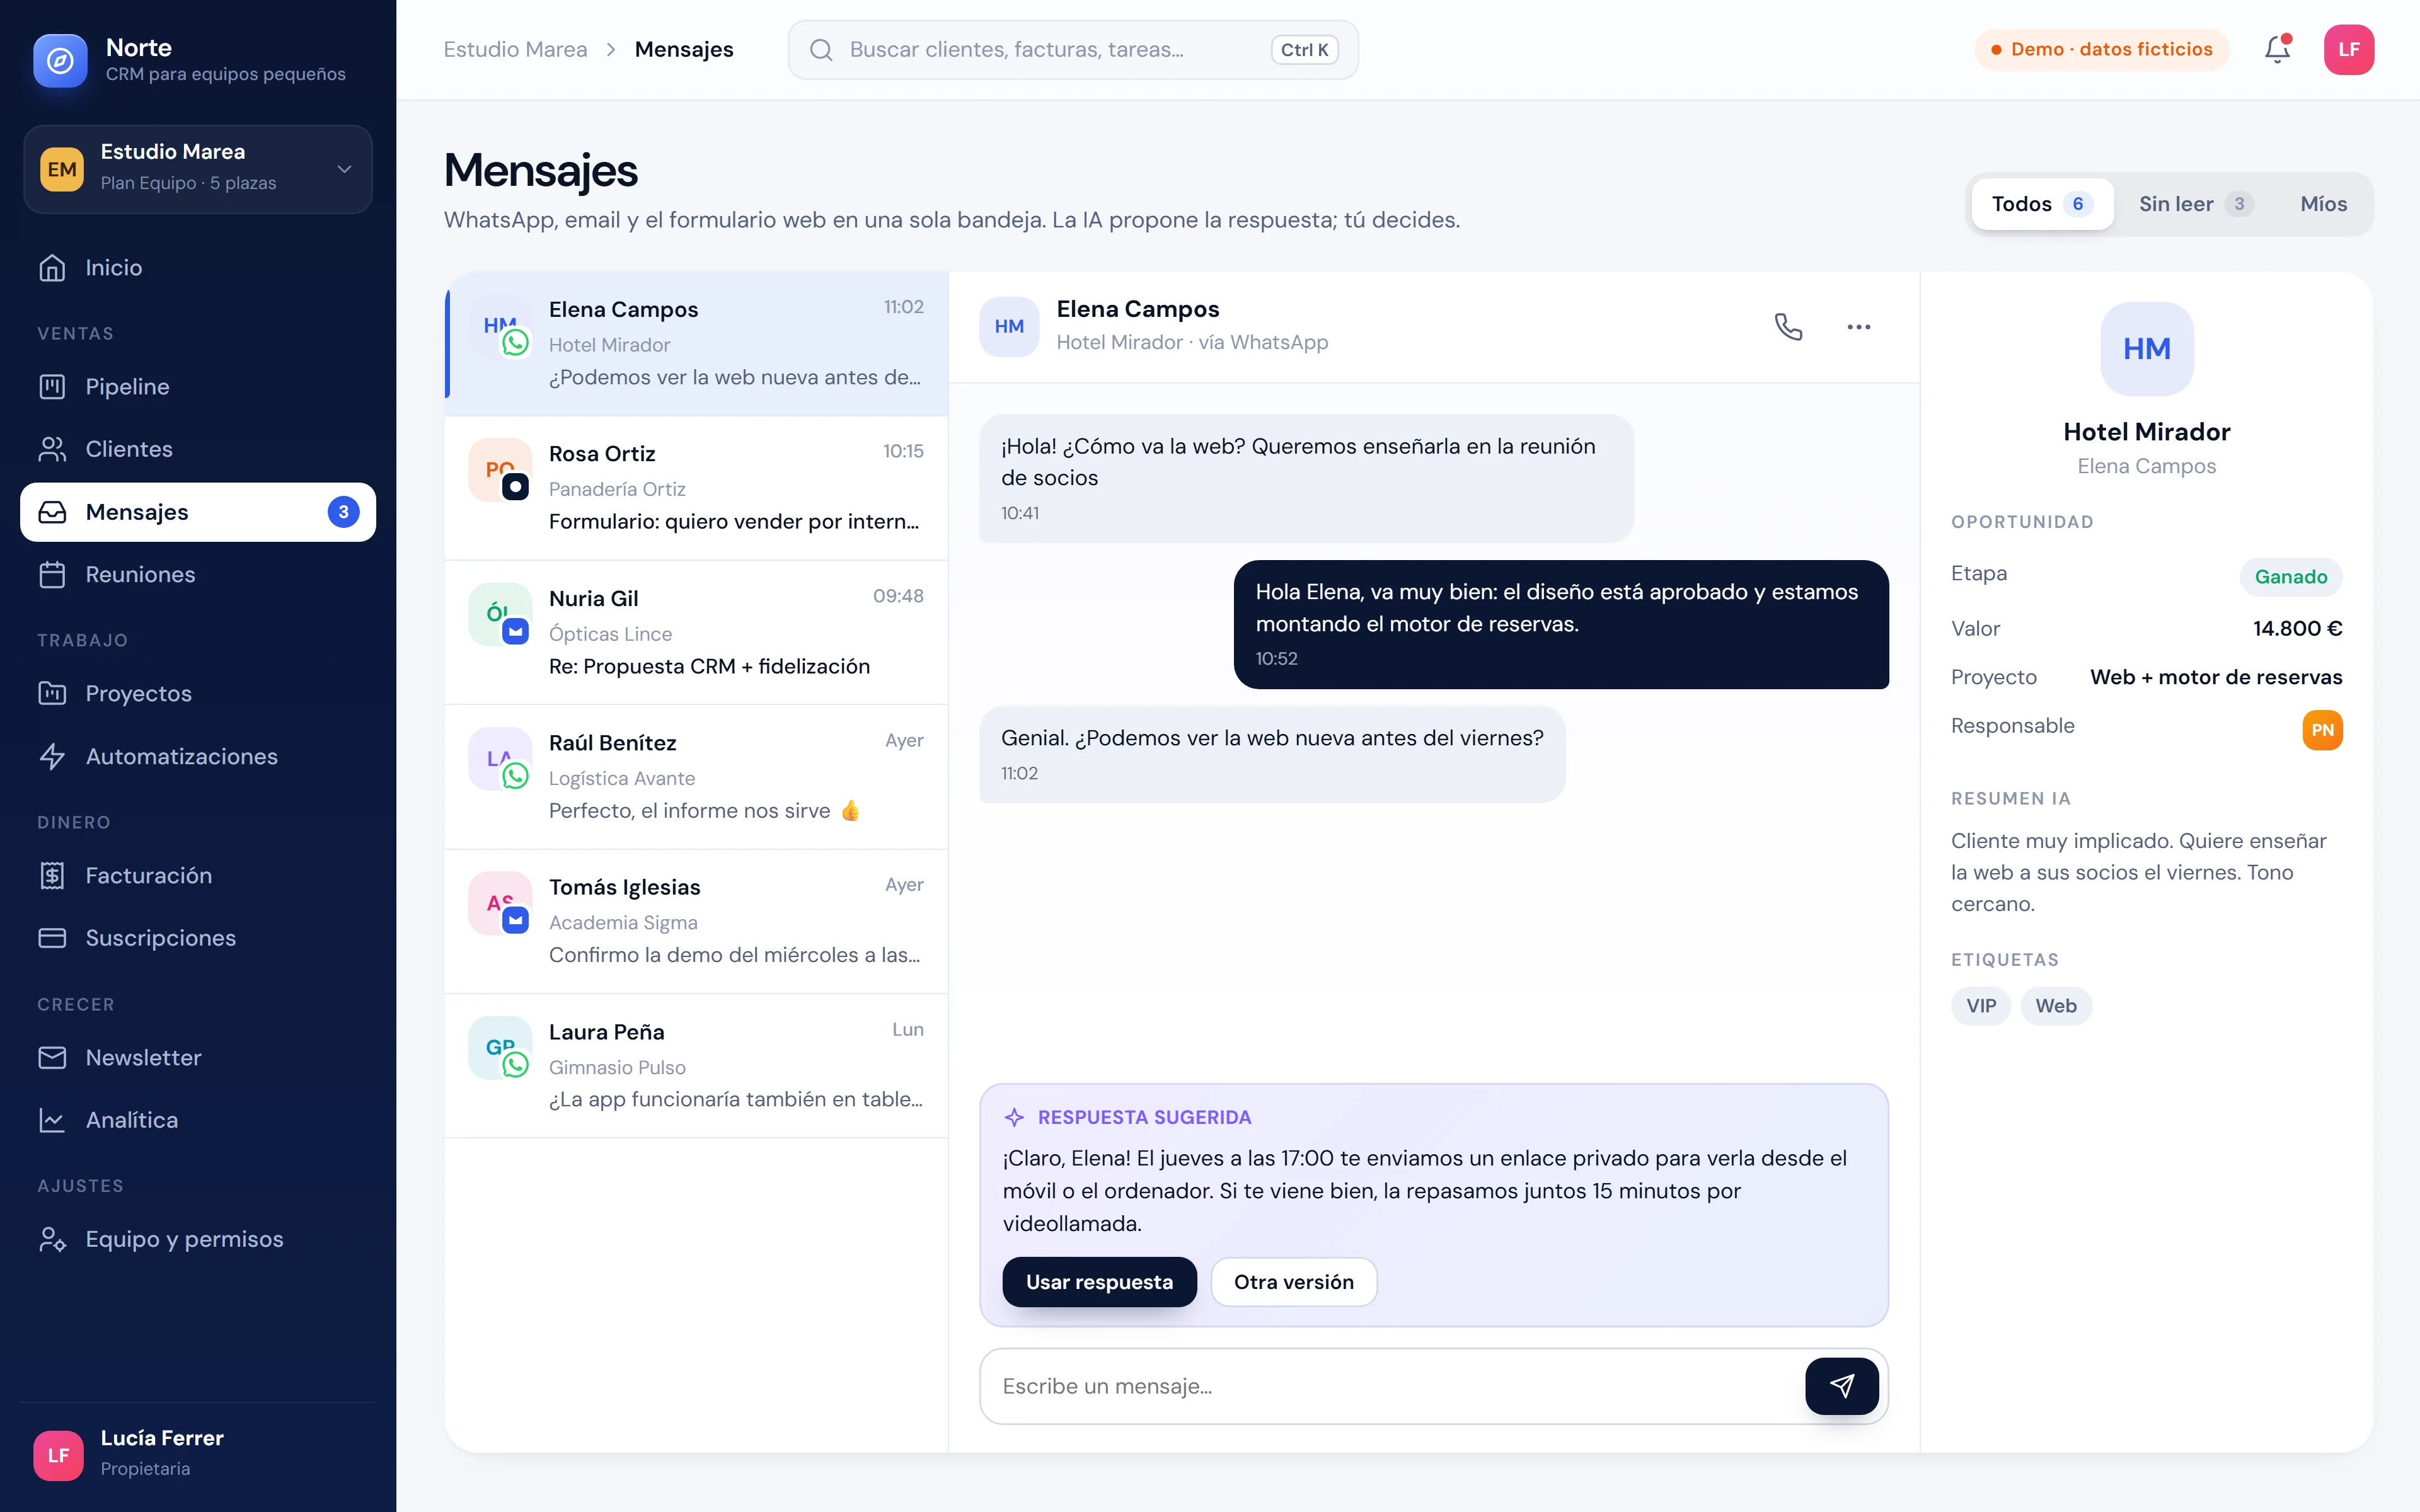 Norte
CRM para equipos pequeños
EM
Estudio Marea
Plan Equipo · 5 plazas
Inicio
VENTAS
Pipeline
Clientes
Mensajes
3
Reuniones
TRABAJO
Proyectos
Automatizaciones
DINERO
Facturación
Suscripciones
CRECER
Newsletter
Analítica
AJUSTES
Equipo y permisos
LF
Lucía Ferrer
Propietaria
Estudio Marea > Mensajes
Buscar clientes, facturas, tareas...
Ctrl K
Demo · datos ficticios
LF
Mensajes
WhatsApp, email y el formulario web en una sola bandeja. La IA propone la respuesta; tú decides.
Todos 6
Sin leer 3
Míos
HM
Elena Campos
11:02
Hotel Mirador
¿Podemos ver la web nueva antes de...
Rosa Ortiz
10:15
Panadería Ortiz
Formulario: quiero vender por intern...
Nuria Gil
09:48
Ópticas Lince
Re: Propuesta CRM + fidelización
Raúl Benítez
Ayer
Logística Avante
Perfecto, el informe nos sirve 👍
Tomás Iglesias
Ayer
Academia Sigma
Confirmo la demo del miércoles a las...
Laura Peña
Lun
Gimnasio Pulso
¿La app funcionaría también en table...
HM
Elena Campos
Hotel Mirador · vía WhatsApp
¡Hola! ¿Cómo va la web? Queremos enseñarla en la reunión
de socios
10:41
Hola Elena, va muy bien: el diseño está aprobado y estamos
montando el motor de reservas.
10:52
Genial. ¿Podemos ver la web nueva antes del viernes?
11:02
RESPUESTA SUGERIDA
¡Claro, Elena! El jueves a las 17:00 te enviamos un enlace privado para verla desde el
móvil o el ordenador. Si te viene bien, la repasamos juntos 15 minutos por
videollamada.
Usar respuesta
Otra versión
Escribe un mensaje...
HM
Hotel Mirador
Elena Campos
OPORTUNIDAD
Etapa
Ganado
Valor
14.800 €
Proyecto
Web + motor de reservas
Responsable
PN
RESUMEN IA
Cliente muy implicado. Quiere enseñar
la web a sus socios el viernes. Tono
cercano.
ETIQUETAS
VIP
Web